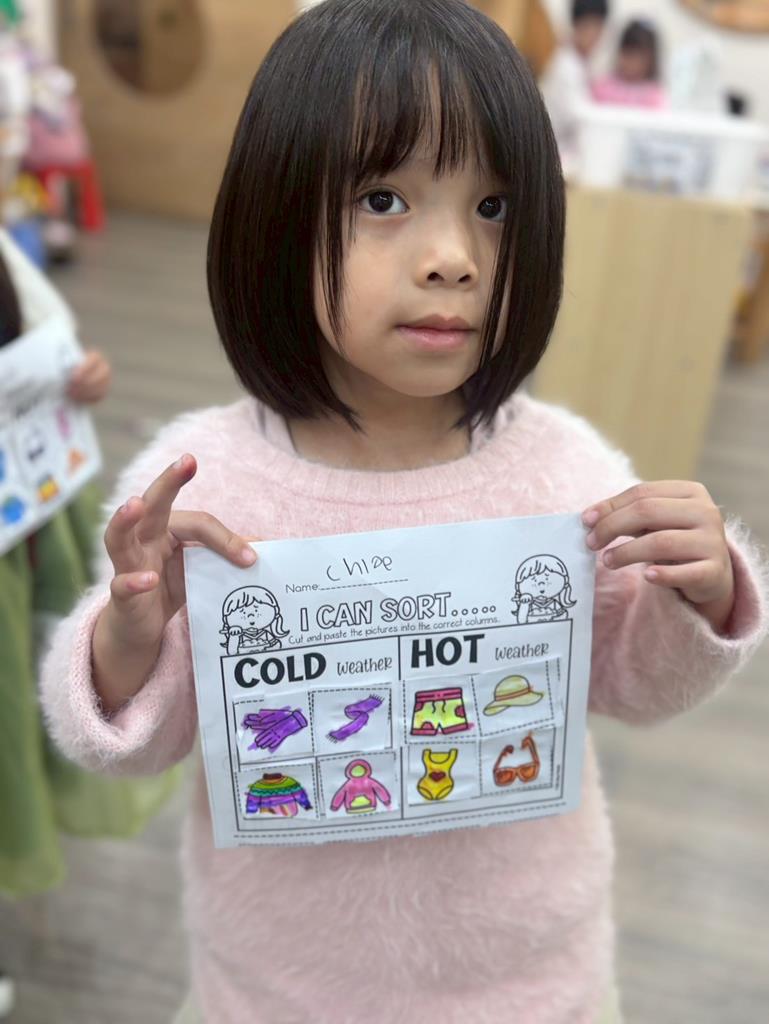 Name: Chloe
I CAN SORT.....
Cut and paste the pictures into the correct columns.
COLD weather HOT weather